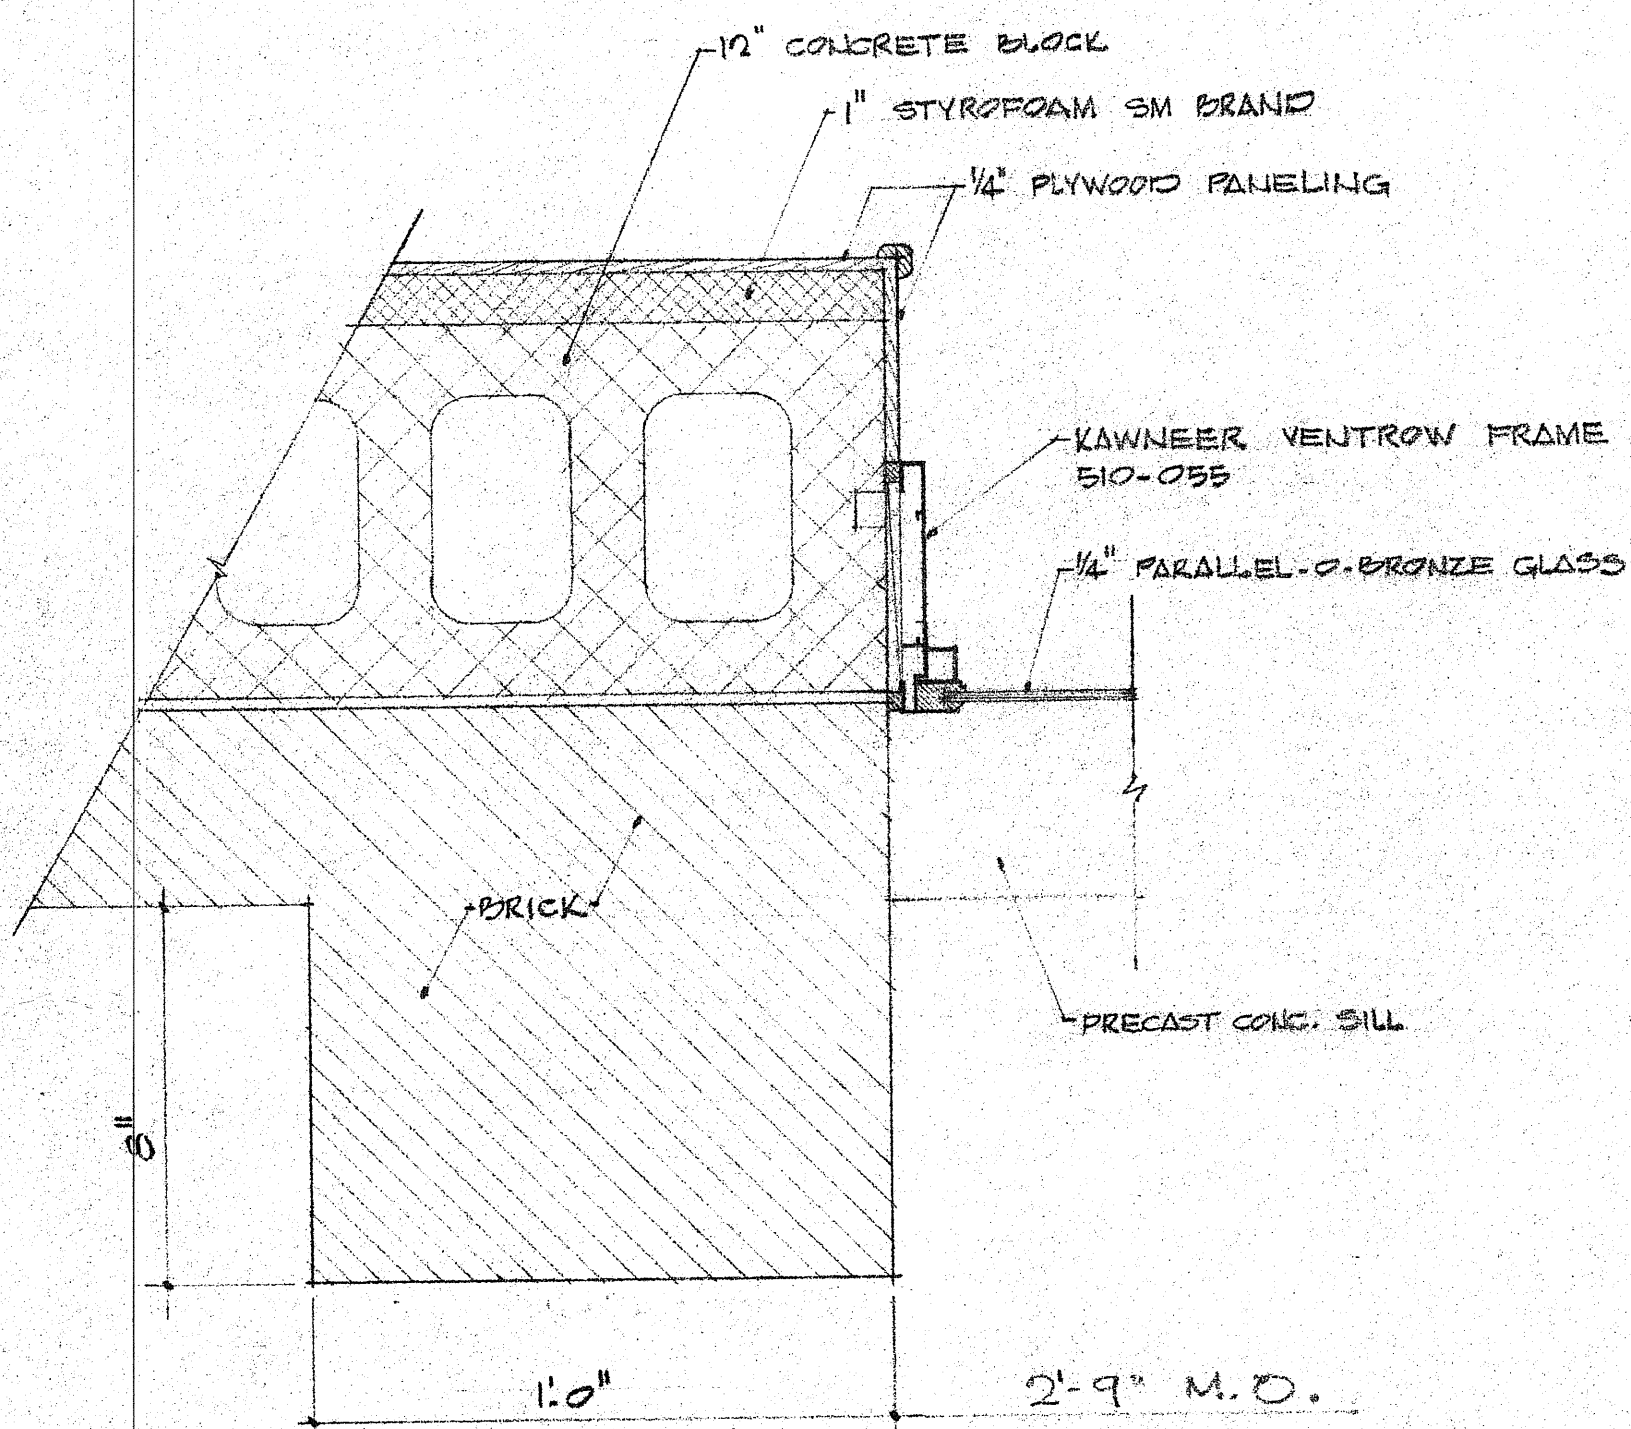 12" CONCRETE BLOCK
1" STYROFOAM SM BRAND
1/4" PLYWOOD PANELING
KAWNEER VENTROW FRAME
510-055
1/4" PARALLEL-O-BRONZE GLASS
BRICK
PRECAST CONC. SILL
8"
1'-0"
2'-9" M.O.